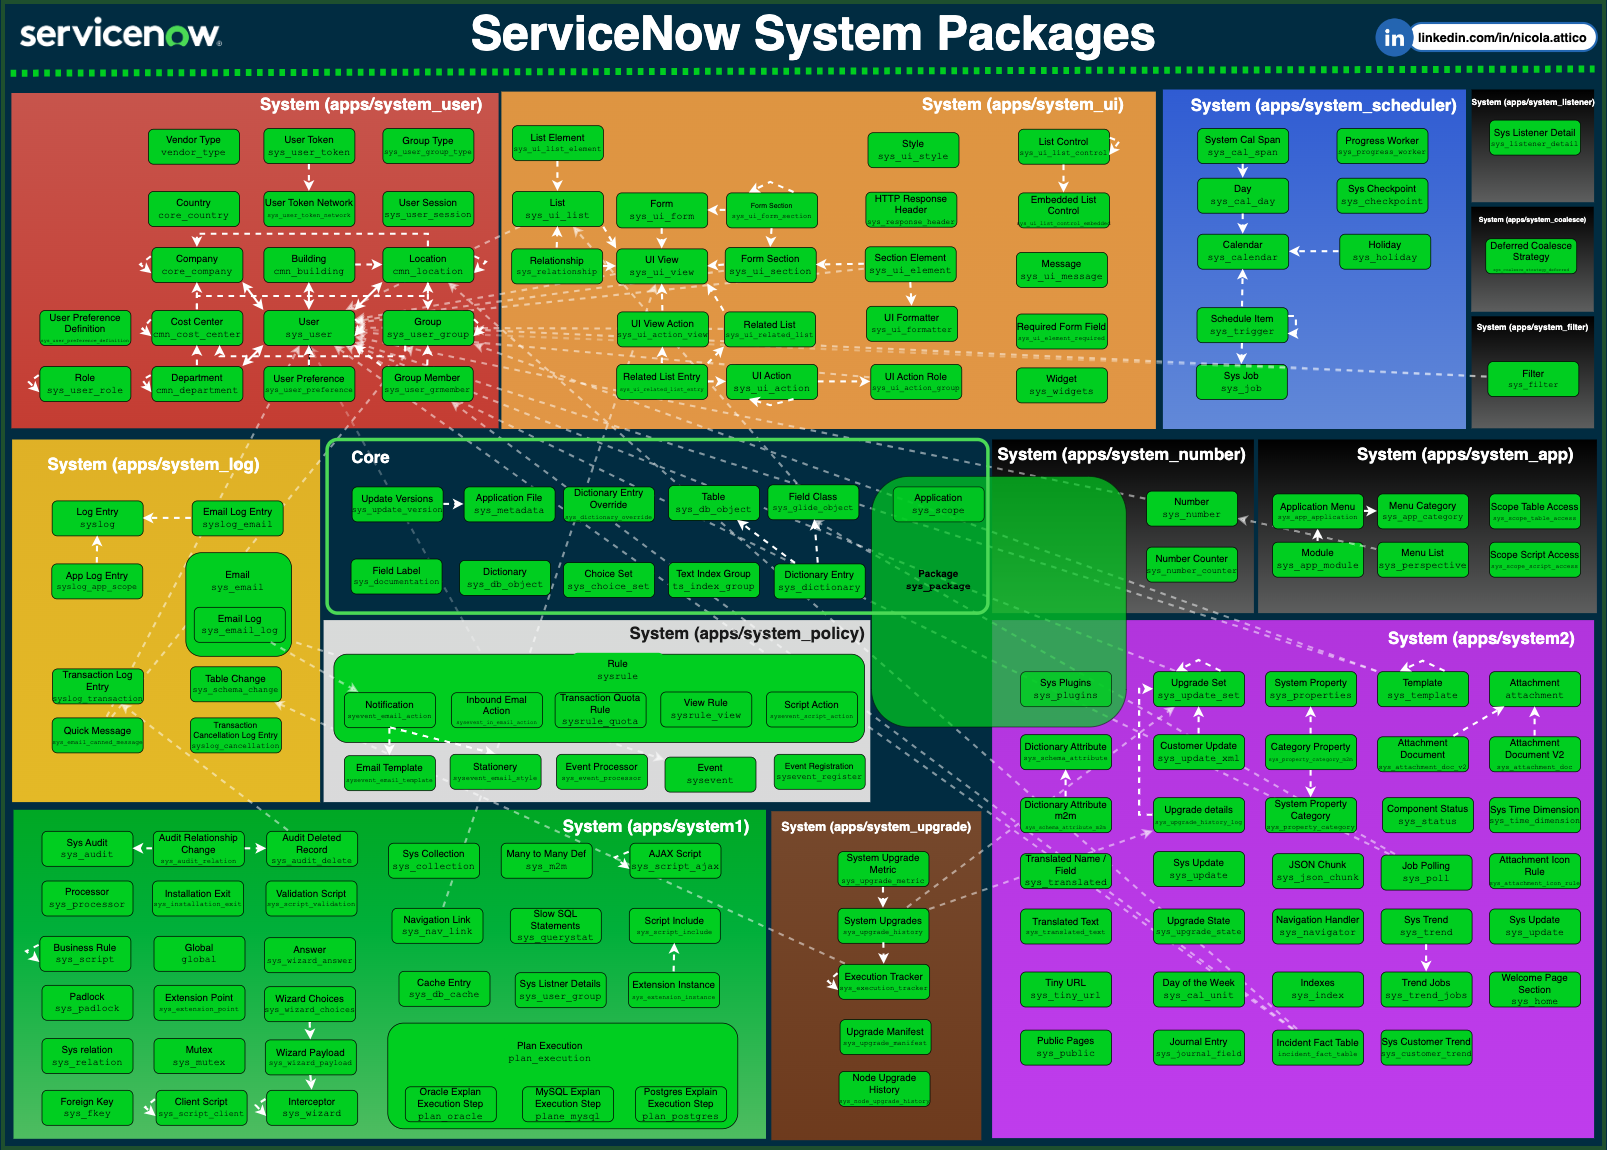 servicenow
ServiceNow System Packages
in
linkedin.com/in/nicola.attico
System (apps/system_user)
Vendor Type
vendor_type
User Token
sys_user_token
Group Type
sys_user_group_type
Country
core_country
User Token Network
sys_user_token_network
User Session
sys_user_session
Company
core_company
Building
cmn_building
Location
cmn_location
User Preference
Definition
sys_user_preference_definition
Cost Center
cmn_cost_center
User
sys_user
Group
sys_user_group
Role
sys_user_role
Department
cmn_department
User Preference
sys_user_preference
Group Member
sys_user_grmember
System (apps/system_ui)
List Element
sys_ui_list_element
Style
sys_ui_style
List Control
sys_ui_list_control
List
sys_ui_list
Form
sys_ui_form
Form Section
sys_ui_form_section
HTTP Response
Header
sys_response_header
Embedded List
Control
sys_ui_list_control_embedded
Relationship
sys_relationship
UI View
sys_ui_view
Form Section
sys_ui_section
Section Element
sys_ui_element
Message
sys_ui_message
UI View Action
sys_ui_action_view
Related List
sys_ui_related_list
UI Formatter
sys_ui_formatter
Required Form Field
sys_ui_element_required
Related List Entry
sys_ui_related_list_entry
UI Action
sys_ui_action
UI Action Role
sys_ui_action_group
Widget
sys_widgets
System (apps/system_scheduler)
System Cal Span
sys_cal_span
Progress Worker
sys_progress_worker
Day
sys_cal_day
Sys Checkpoint
sys_checkpoint
Calendar
sys_calendar
Holiday
sys_holiday
Schedule Item
sys_trigger
Sys Job
sys_job
System (apps/system_listener)
Sys Listener Detail
sys_listener_detail
System (apps/system_coalesce)
Deferred Coalesce
Strategy
System (apps/system_filter)
Filter
sys_filter
System (apps/system_log)
Log Entry
syslog
Email Log Entry
syslog_email
App Log Entry
syslog_app_scope
Email
sys_email
Email Log
sys_email_log
Transaction Log
Entry
syslog_transaction
Table Change
sys_schema_change
Quick Message
sys_email_canned_message
Transaction
Cancellation Log Entry
syslog_cancellation
Core
Update Versions
sys_update_version
Application File
sys_metadata
Dictionary Entry
Override
sys_dictionary_override
Table
sys_db_object
Field Class
sys_glide_object
Application
sys_scope
Field Label
sys_documentation
Dictionary
sys_db_object
Choice Set
sys_choice_set
Text Index Group
ts_index_group
Dictionary Entry
sys_dictionary
Package
sys_package
System (apps/system_number)
Number
sys_number
Number Counter
sys_number_counter
System (apps/system_app)
Application Menu
sys_app_application
Menu Category
sys_app_category
Scope Table Access
sys_scope_table_access
Module
sys_app_module
Menu List
sys_perspective
Scope Script Access
sys_scope_script_access
System (apps/system_policy)
Rule
sysrule
Notification
sysevent_email_action
Inbound Emal
Action
sysevent_in_email_action
Transaction Quota
Rule
sysrule_quota
View Rule
sysrule_view
Script Action
sysevent_script_action
Email Template
sysevent_email_template
Stationery
sysevent_email_style
Event Processor
sys_event_processor
Event
sysevent
Event Registration
sysevent_register
System (apps/system2)
Sys Plugins
sys_plugins
Upgrade Set
sys_update_set
System Property
sys_properties
Template
sys_template
Attachment
attachment
Dictionary Attribute
sys_schema_attribute
Customer Update
sys_update_xml
Category Property
sys_property_category_m2m
Attachment
Document
sys_attachment_doc_v2
Attachment
Document V2
sys_attachment_doc
Dictionary Attribute
m2m
sys_schema_attribute_m2m
Upgrade details
sys_upgrade_history_log
System Property
Category
sys_property_category
Component Status
sys_status
Sys Time Dimension
sys_time_dimension
Translated Name /
Field
sys_translated
Sys Update
sys_update
JSON Chunk
sys_json_chunk
Job Polling
sys_poll
Attachment Icon
Rule
sys_attachment_icon_rule
Translated Text
sys_translated_text
Upgrade State
sys_upgrade_state
Navigation Handler
sys_navigator
Sys Trend
sys_trend
Sys Update
sys_update
Tiny URL
sys_tiny_url
Day of the Week
sys_cal_unit
Indexes
sys_index
Trend Jobs
sys_trend_jobs
Welcome Page
Section
sys_home
Public Pages
sys_public
Journal Entry
sys_journal_field
Incident Fact Table
incident_fact_table
Sys Customer Trend
sys_customer_trend
System (apps/system1)
Sys Audit
sys_audit
Audit Relationship
Change
sys_audit_relation
Audit Deleted
Record
sys_audit_delete
Sys Collection
sys_collection
Many to Many Def
sys_m2m
AJAX Script
sys_script_ajax
Processor
sys_processor
Installation Exit
sys_installation_exit
Validation Script
sys_script_validation
Navigation Link
sys_nav_link
Slow SQL
Statements
sys_querystat
Script Include
sys_script_include
Business Rule
sys_script
Global
global
Answer
sys_wizard_answer
Cache Entry
sys_db_cache
Sys Listner Details
sys_user_group
Extension Instance
sys_extension_instance
Padlock
sys_padlock
Extension Point
sys_extension_point
Wizard Choices
sys_wizard_choices
Sys relation
sys_relation
Mutex
sys_mutex
Wizard Payload
sys_wizard_payload
Plan Execution
plan_execution
Foreign Key
sys_fkey
Client Script
sys_script_client
Interceptor
sys_wizard
Oracle Explan
Execution Step
plan_oracle
MySQL Explan
Execution Step
plane_mysql
Postgres Explain
Execution Step
plan_postgres
System (apps/system_upgrade)
System Upgrade
Metric
sys_upgrade_metric
System Upgrades
sys_upgrade_history
Execution Tracker
sys_execution_tracker
Upgrade Manifest
sys_upgrade_manifest
Node Upgrade
History
sys_node_upgrade_history